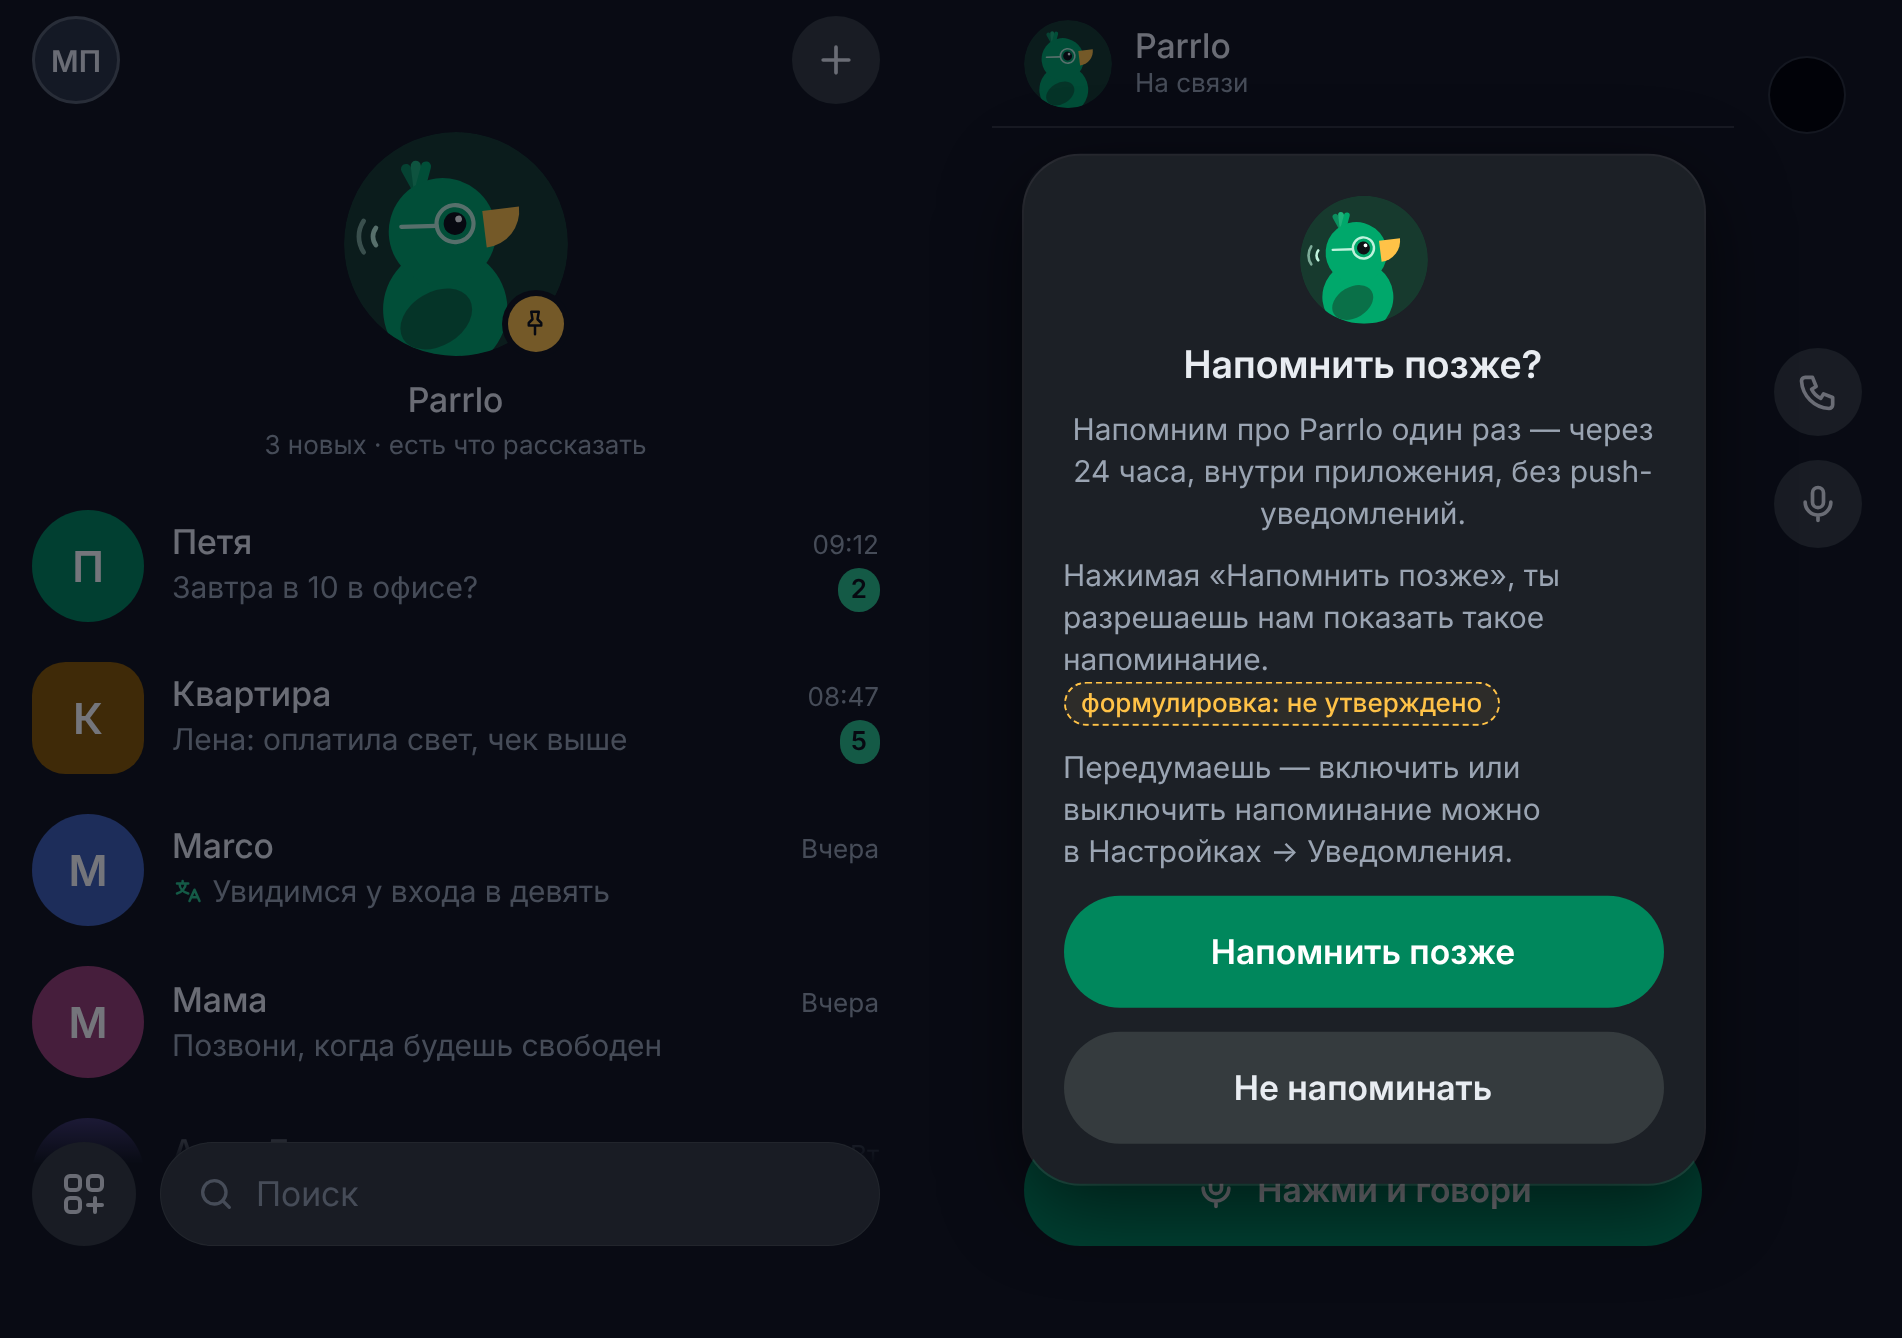 МП
Parrlo
3 новых · есть что рассказать
Петя
09:12
Завтра в 10 в офисе?
2
П
Квартира
08:47
Лена: оплатила свет, чек выше
5
К
Marco
Вчера
Увидимся у входа в девять
M
Мама
Вчера
Позвони, когда будешь свободен
М
Вт
Поиск
Parrlo
На связи
Напомнить позже?
Напомним про Parrlo один раз — через
24 часа, внутри приложения, без push-
уведомлений.
Нажимая «Напомнить позже», ты
разрешаешь нам показать такое
напоминание.
формулировка: не утверждено
Передумаешь — включить или
выключить напоминание можно
в Настройках → Уведомления.
Напомнить позже
Не напоминать
Нажми и говори